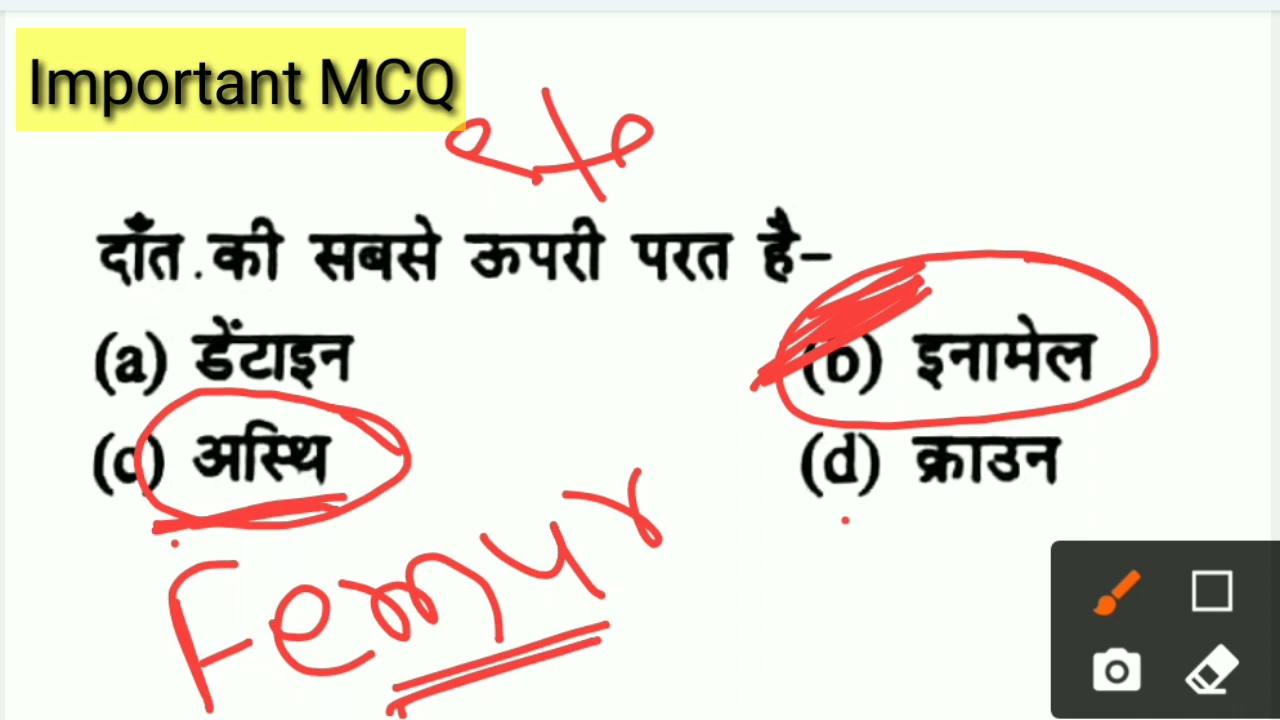 Important MCQ
दाँत की सबसे ऊपरी परत है–
(a) डेंटाइन
(b) इनामेल
(c) अस्थि
(d) क्राउन
Femur